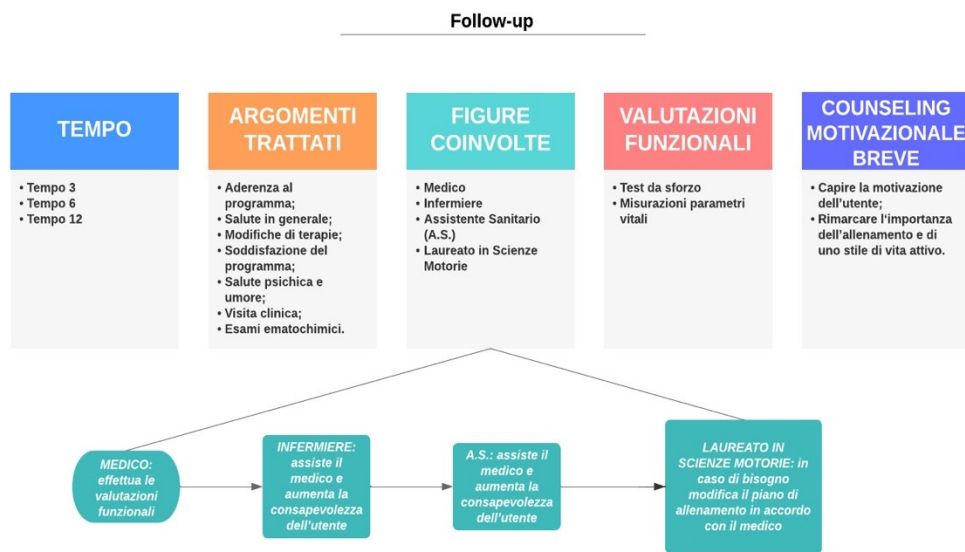 Follow-up
TEMPO
• Tempo 3
• Tempo 6
• Tempo 12
ARGOMENTI
TRATTATI
• Aderenza al
programma;
• Salute in generale;
• Modifiche di terapie;
• Soddisfazione del
programma;
• Salute psichica e
umore;
• Visita clinica;
• Esami ematochimici.
FIGURE
COINVOLTE
• Medico
• Infermiere
• Assistente Sanitario
(A.S.)
• Laureato in Scienze
Motorie
VALUTAZIONI
FUNZIONALI
• Test da sforzo
• Misurazioni parametri
vitali
COUNSELING
MOTIVAZIONALE
BREVE
• Capire la motivazione
dell'utente;
• Rimarcare l'importanza
dell'allenamento e di
uno stile di vita attivo.
MEDICO:
effettua le
valutazioni
funzionali
INFERMIERE:
assiste il
medico e
aumenta la
consapevolezza
dell'utente
A.S.: assiste il
medico e
aumenta la
consapevolezza
dell'utente
LAUREATO IN
SCIENZE MOTORIE: in
caso di bisogno
modifica il piano di
allenamento in accordo
con il medico